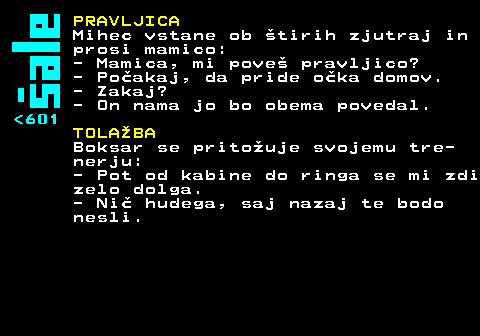 Šale
<601
PRAVLJICA
Mihec vstane ob štirih zjutraj in
prosi mamico:
- Mamica, mi poveš pravljico?
- Počakaj, da pride očka domov.
- Zakaj?
- On nama jo bo obema povedal.
TOLAŽBA
Boksar se pritožuje svojemu tre-
nerju:
- Pot od kabine do ringa se mi zdi
zelo dolga.
- Nič hudega, saj nazaj te bodo
nesli.